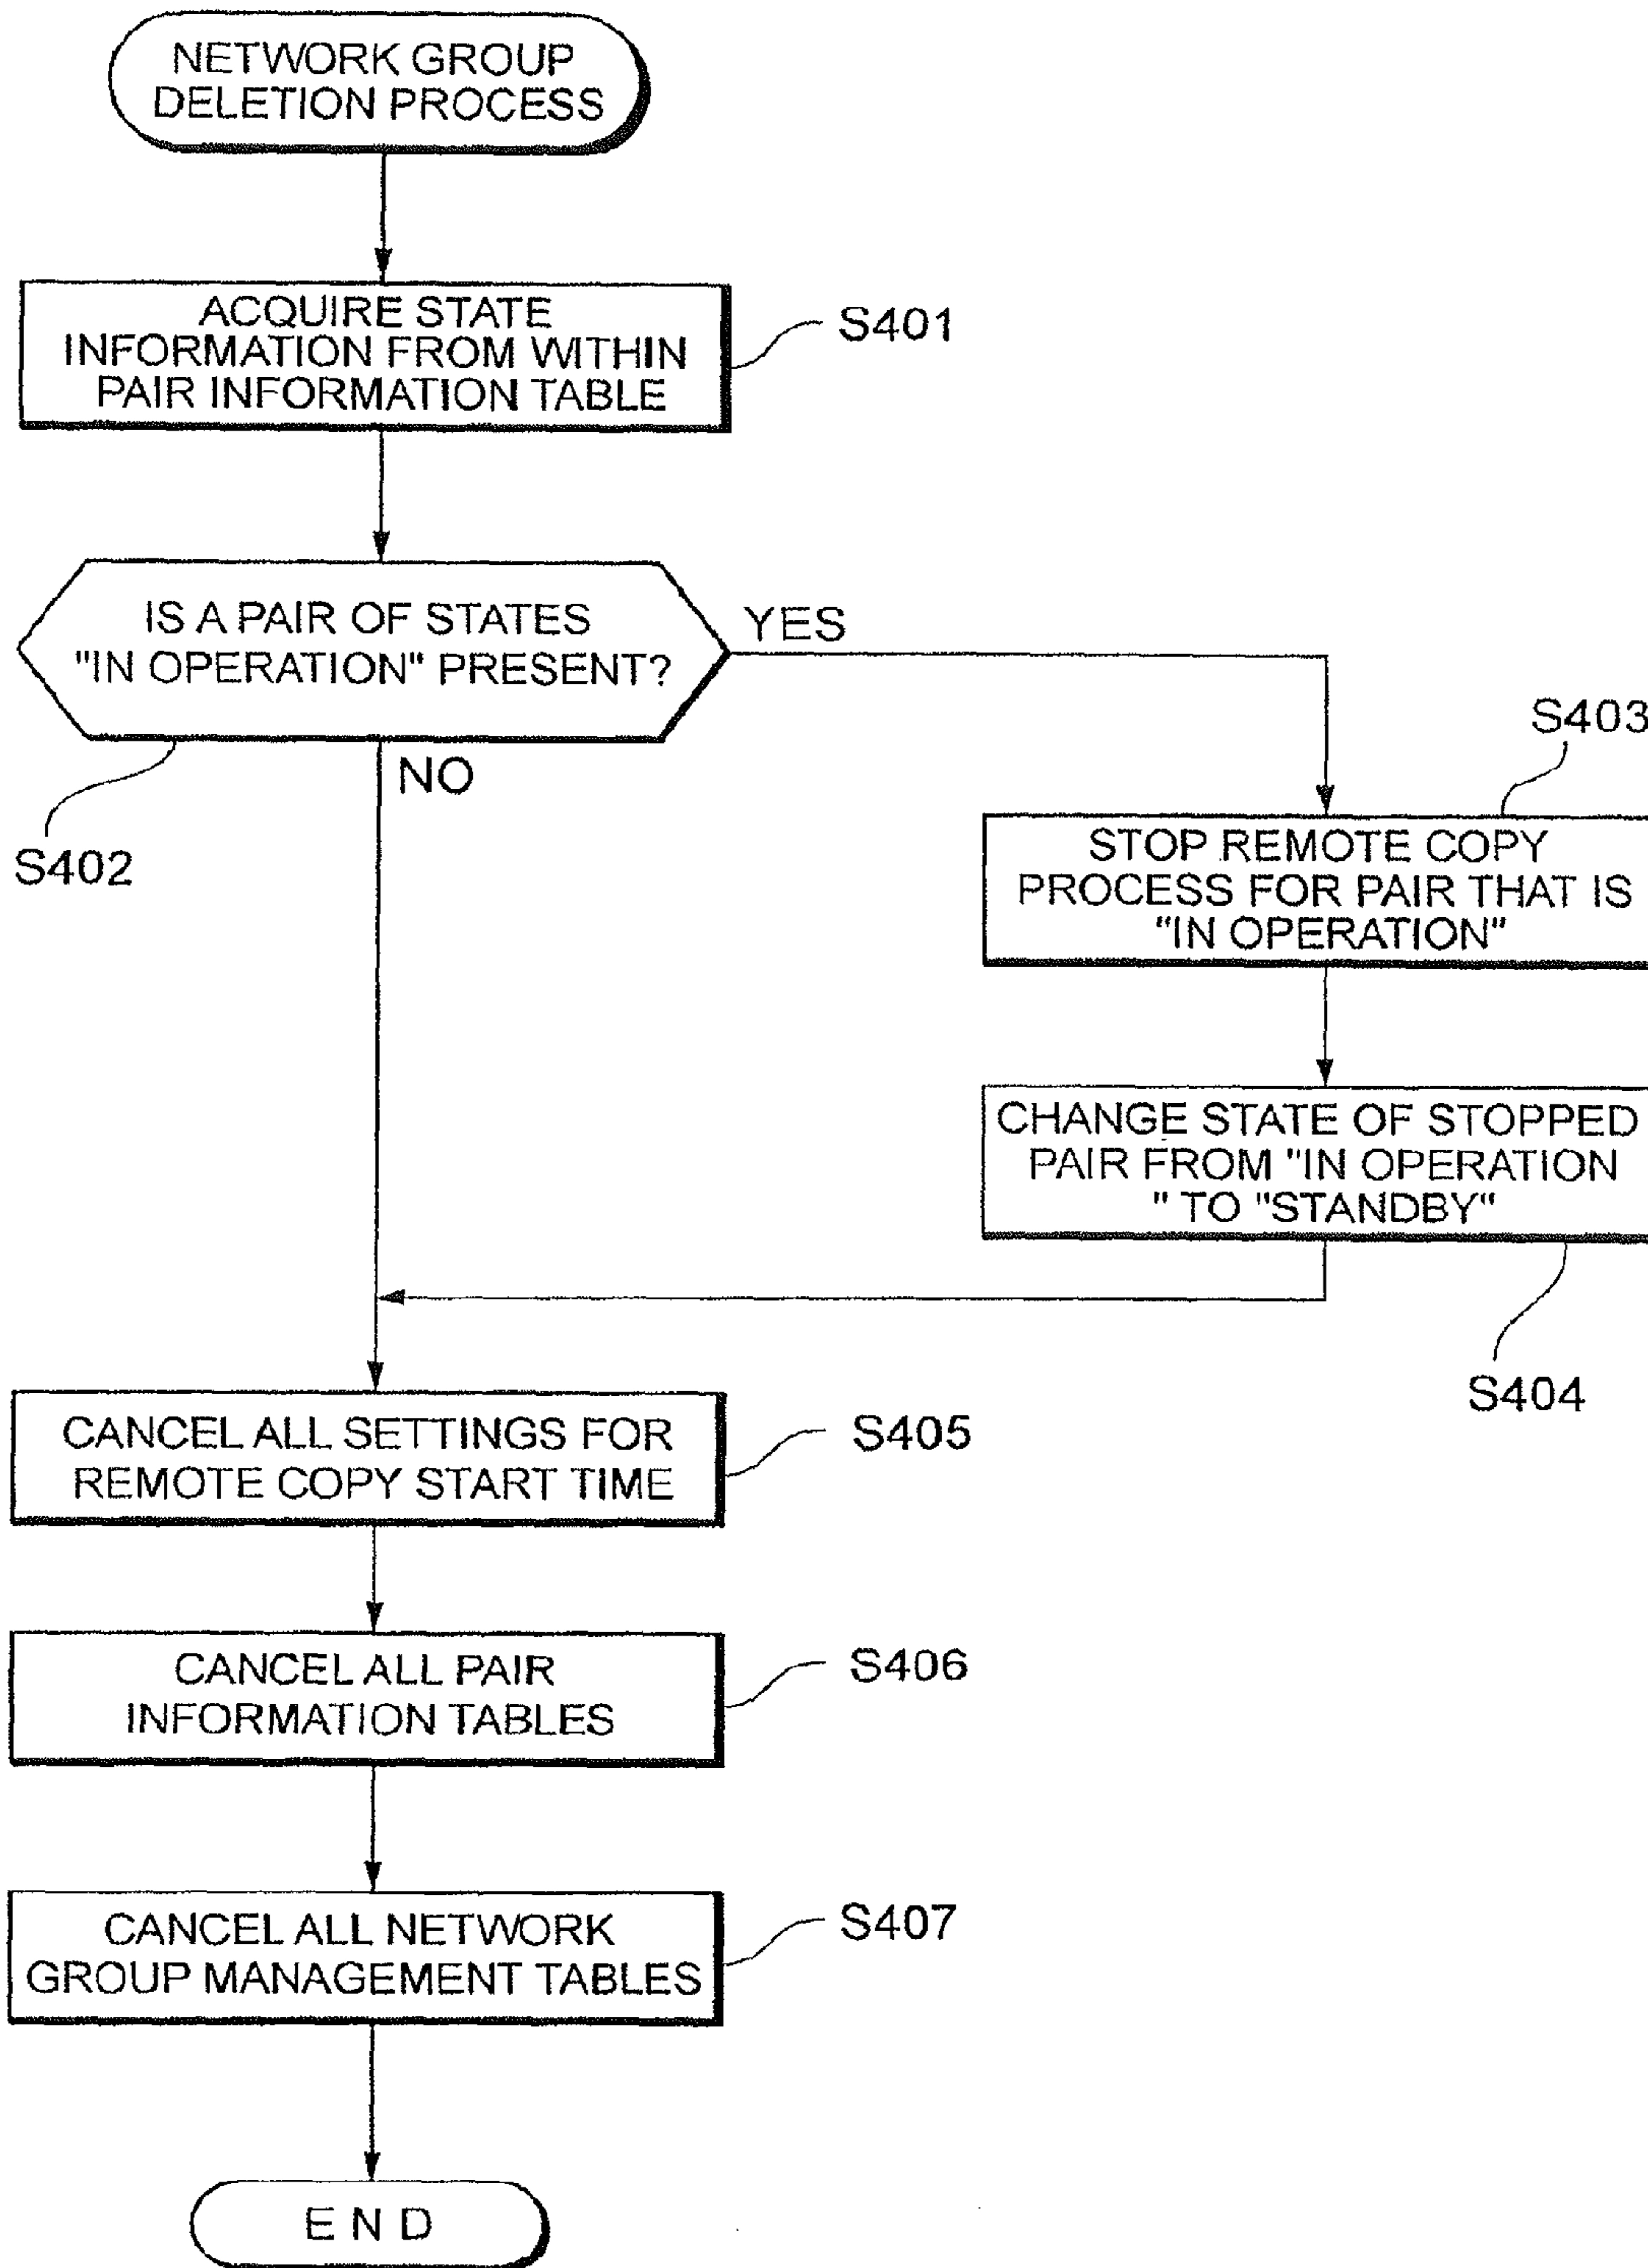 NETWORK GROUP
DELETION PROCESS
ACQUIRE STATE
INFORMATION FROM WITHIN
PAIR INFORMATION TABLE
S401
IS A PAIR OF STATES
"IN OPERATION" PRESENT?
YES
NO
S402
S403
STOP REMOTE COPY
PROCESS FOR PAIR THAT IS
"IN OPERATION"
CHANGE STATE OF STOPPED
PAIR FROM "IN OPERATION
" TO "STANDBY"
S404
CANCEL ALL SETTINGS FOR
REMOTE COPY START TIME
S405
CANCEL ALL PAIR
INFORMATION TABLES
S406
CANCEL ALL NETWORK
GROUP MANAGEMENT TABLES
S407
END